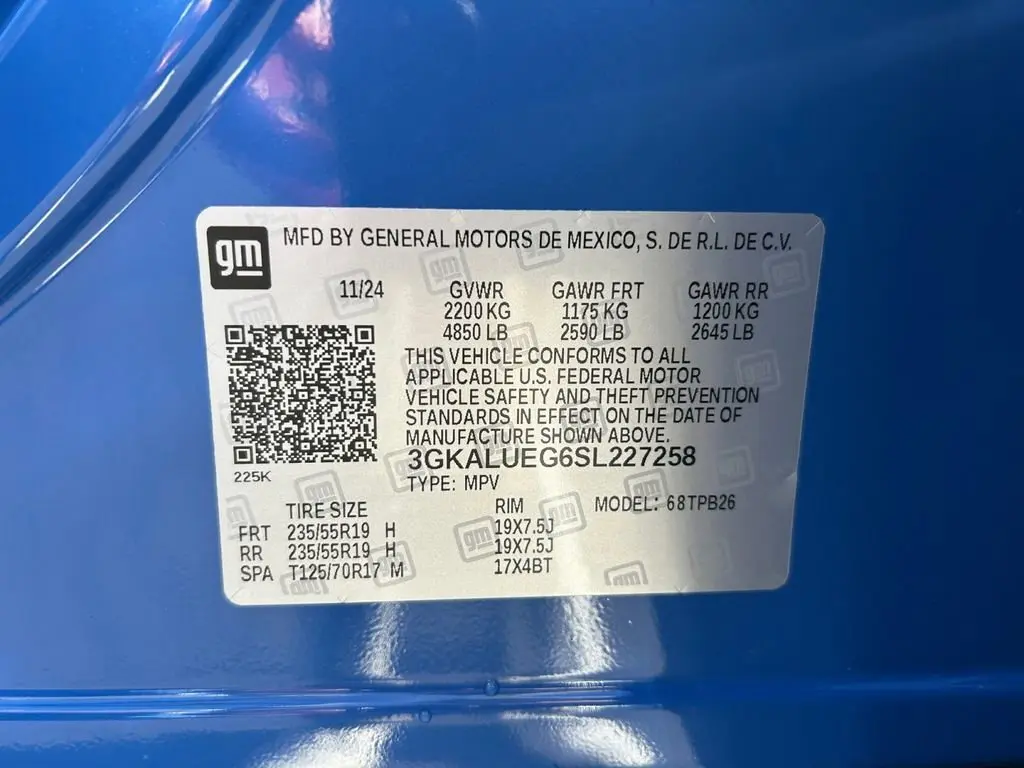 gm MFD BY GENERAL MOTORS DE MEXICO, S. DE R.L. DE C.V.
11/24 GVWR GAWR FRT GAWR RR
2200 KG 1175 KG 1200 KG
4850 LB 2590 LB 2645 LB
THIS VEHICLE CONFORMS TO ALL
APPLICABLE U.S. FEDERAL MOTOR
VEHICLE SAFETY AND THEFT PREVENTION
STANDARDS IN EFFECT ON THE DATE OF
MANUFACTURE SHOWN ABOVE.
3GKALUEG6SL227258
225K TYPE: MPV
TIRE SIZE RIM MODEL: 68TPB26
FRT 235/55R19 H 19X7.5J
RR 235/55R19 H 19X7.5J
SPA T125/70R17 M 17X4BT